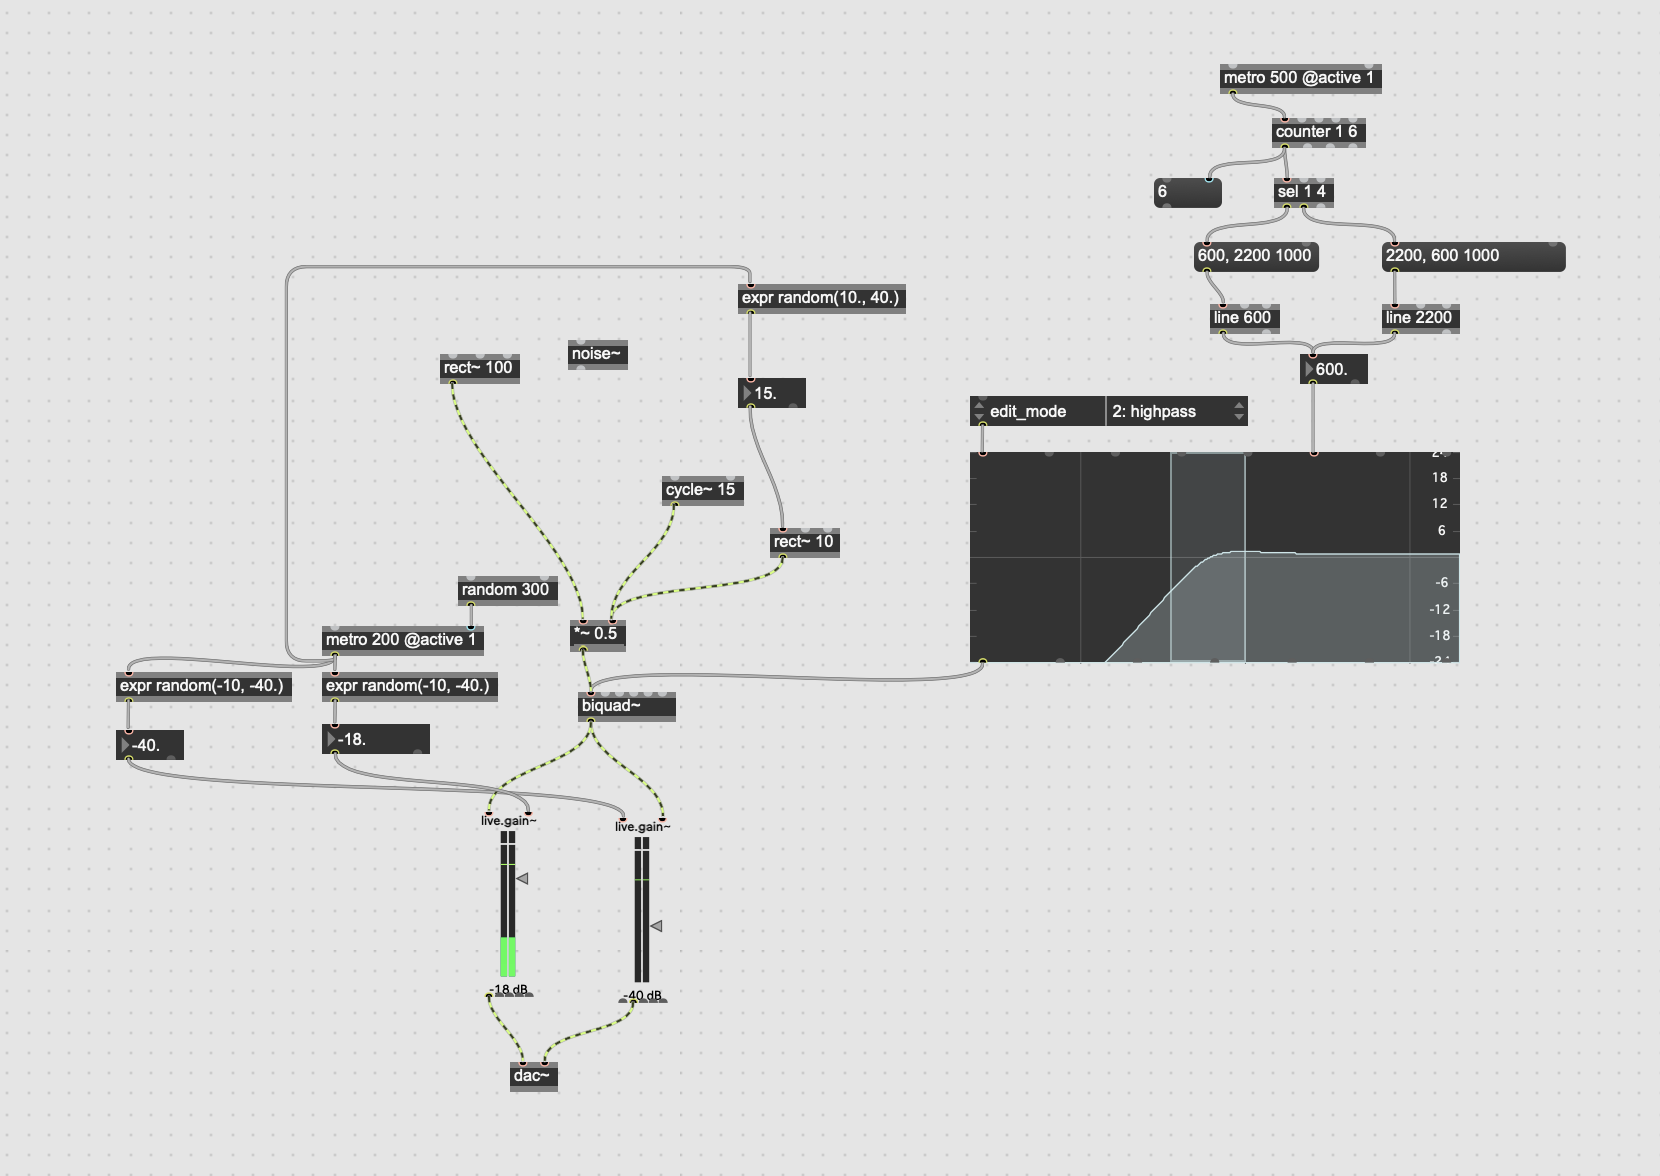 metro 500 @active 1
counter 1 6
6
sel 1 4
600, 2200 1000
2200, 600 1000
line 600
line 2200
600.
expr random(10., 40.)
noise~
rect~ 100
15.
edit_mode
2: highpass
18
12
6
-6
-12
-18
cycle~ 15
rect~ 10
random 300
*~ 0.5
metro 200 @active 1
expr random(-10, -40.)
expr random(-10, -40.)
biquad~
-40.
-18.
live.gain~
live.gain~
-18 dB
-40 dB
dac~